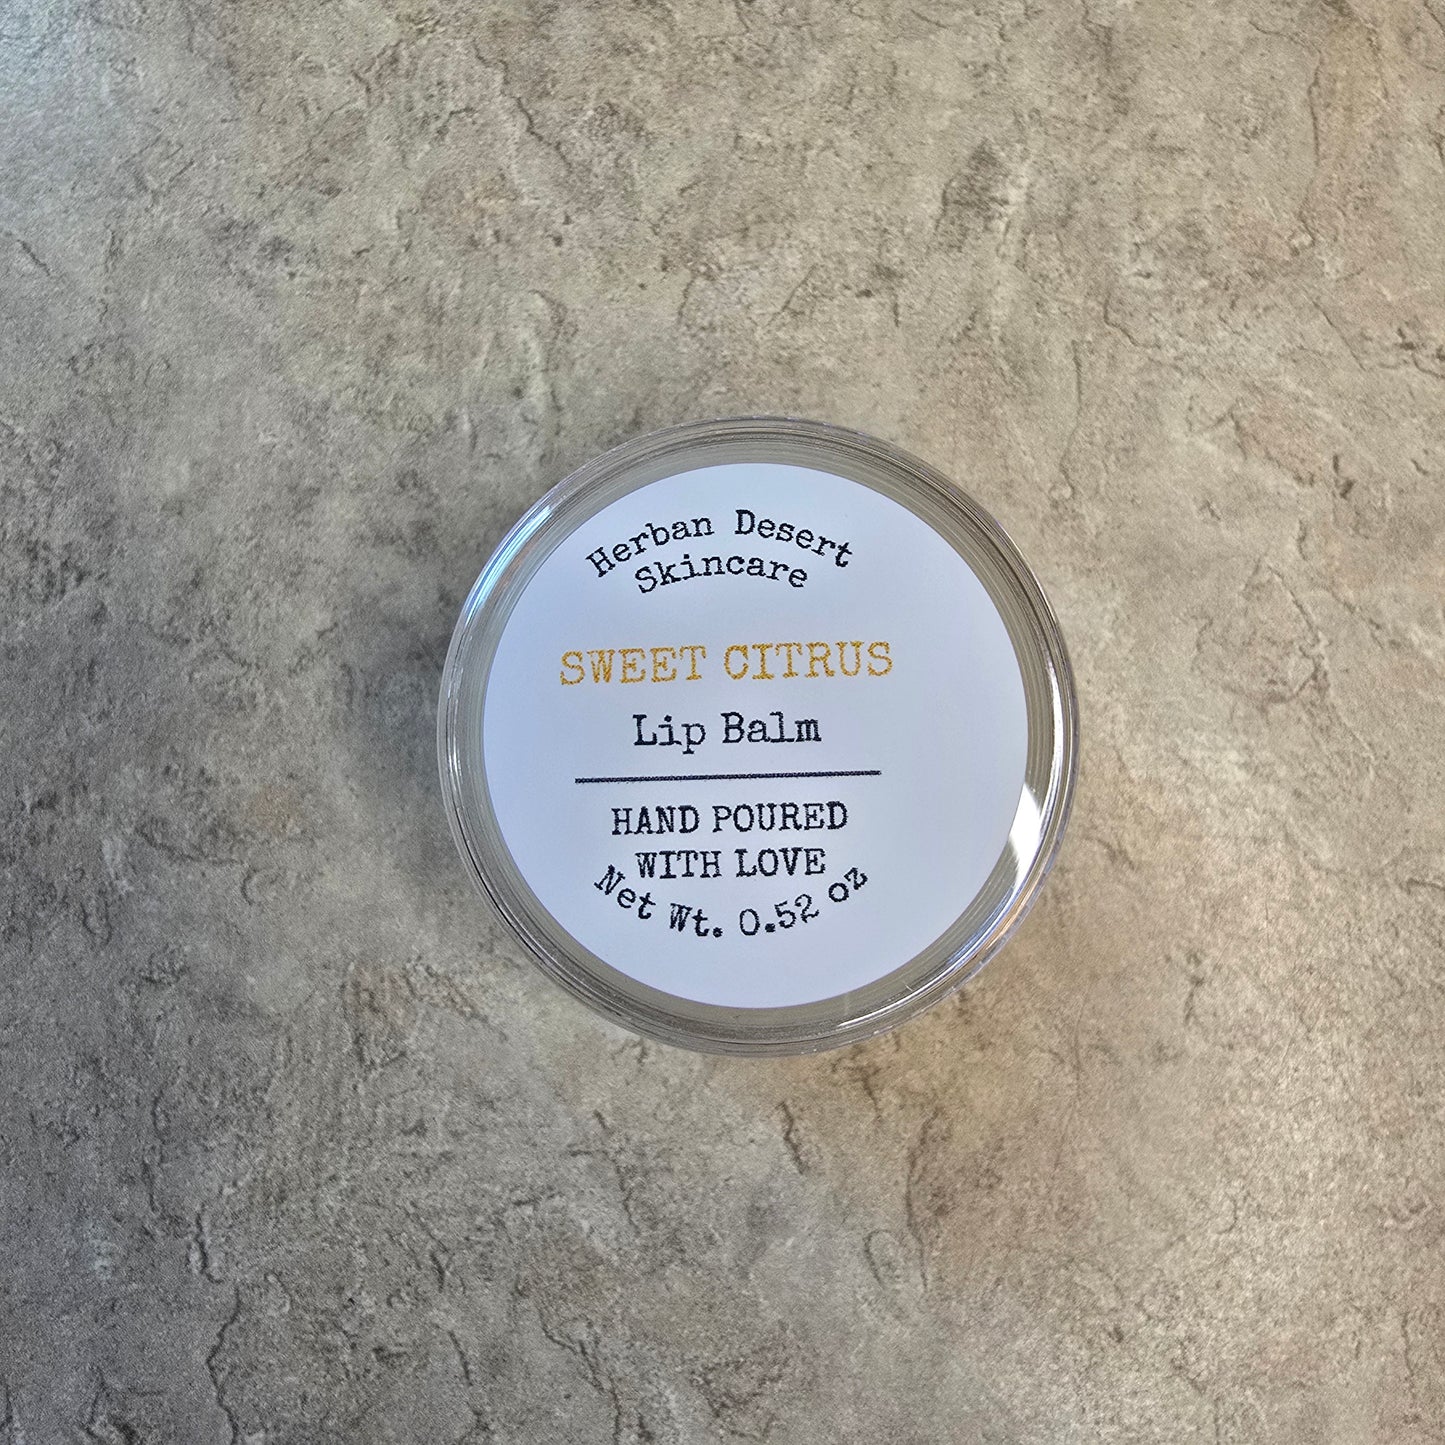 Herban Desert
Skincare
SWEET CITRUS
Lip Balm
HAND POURED
WITH LOVE
Net Wt. 0.52 oz